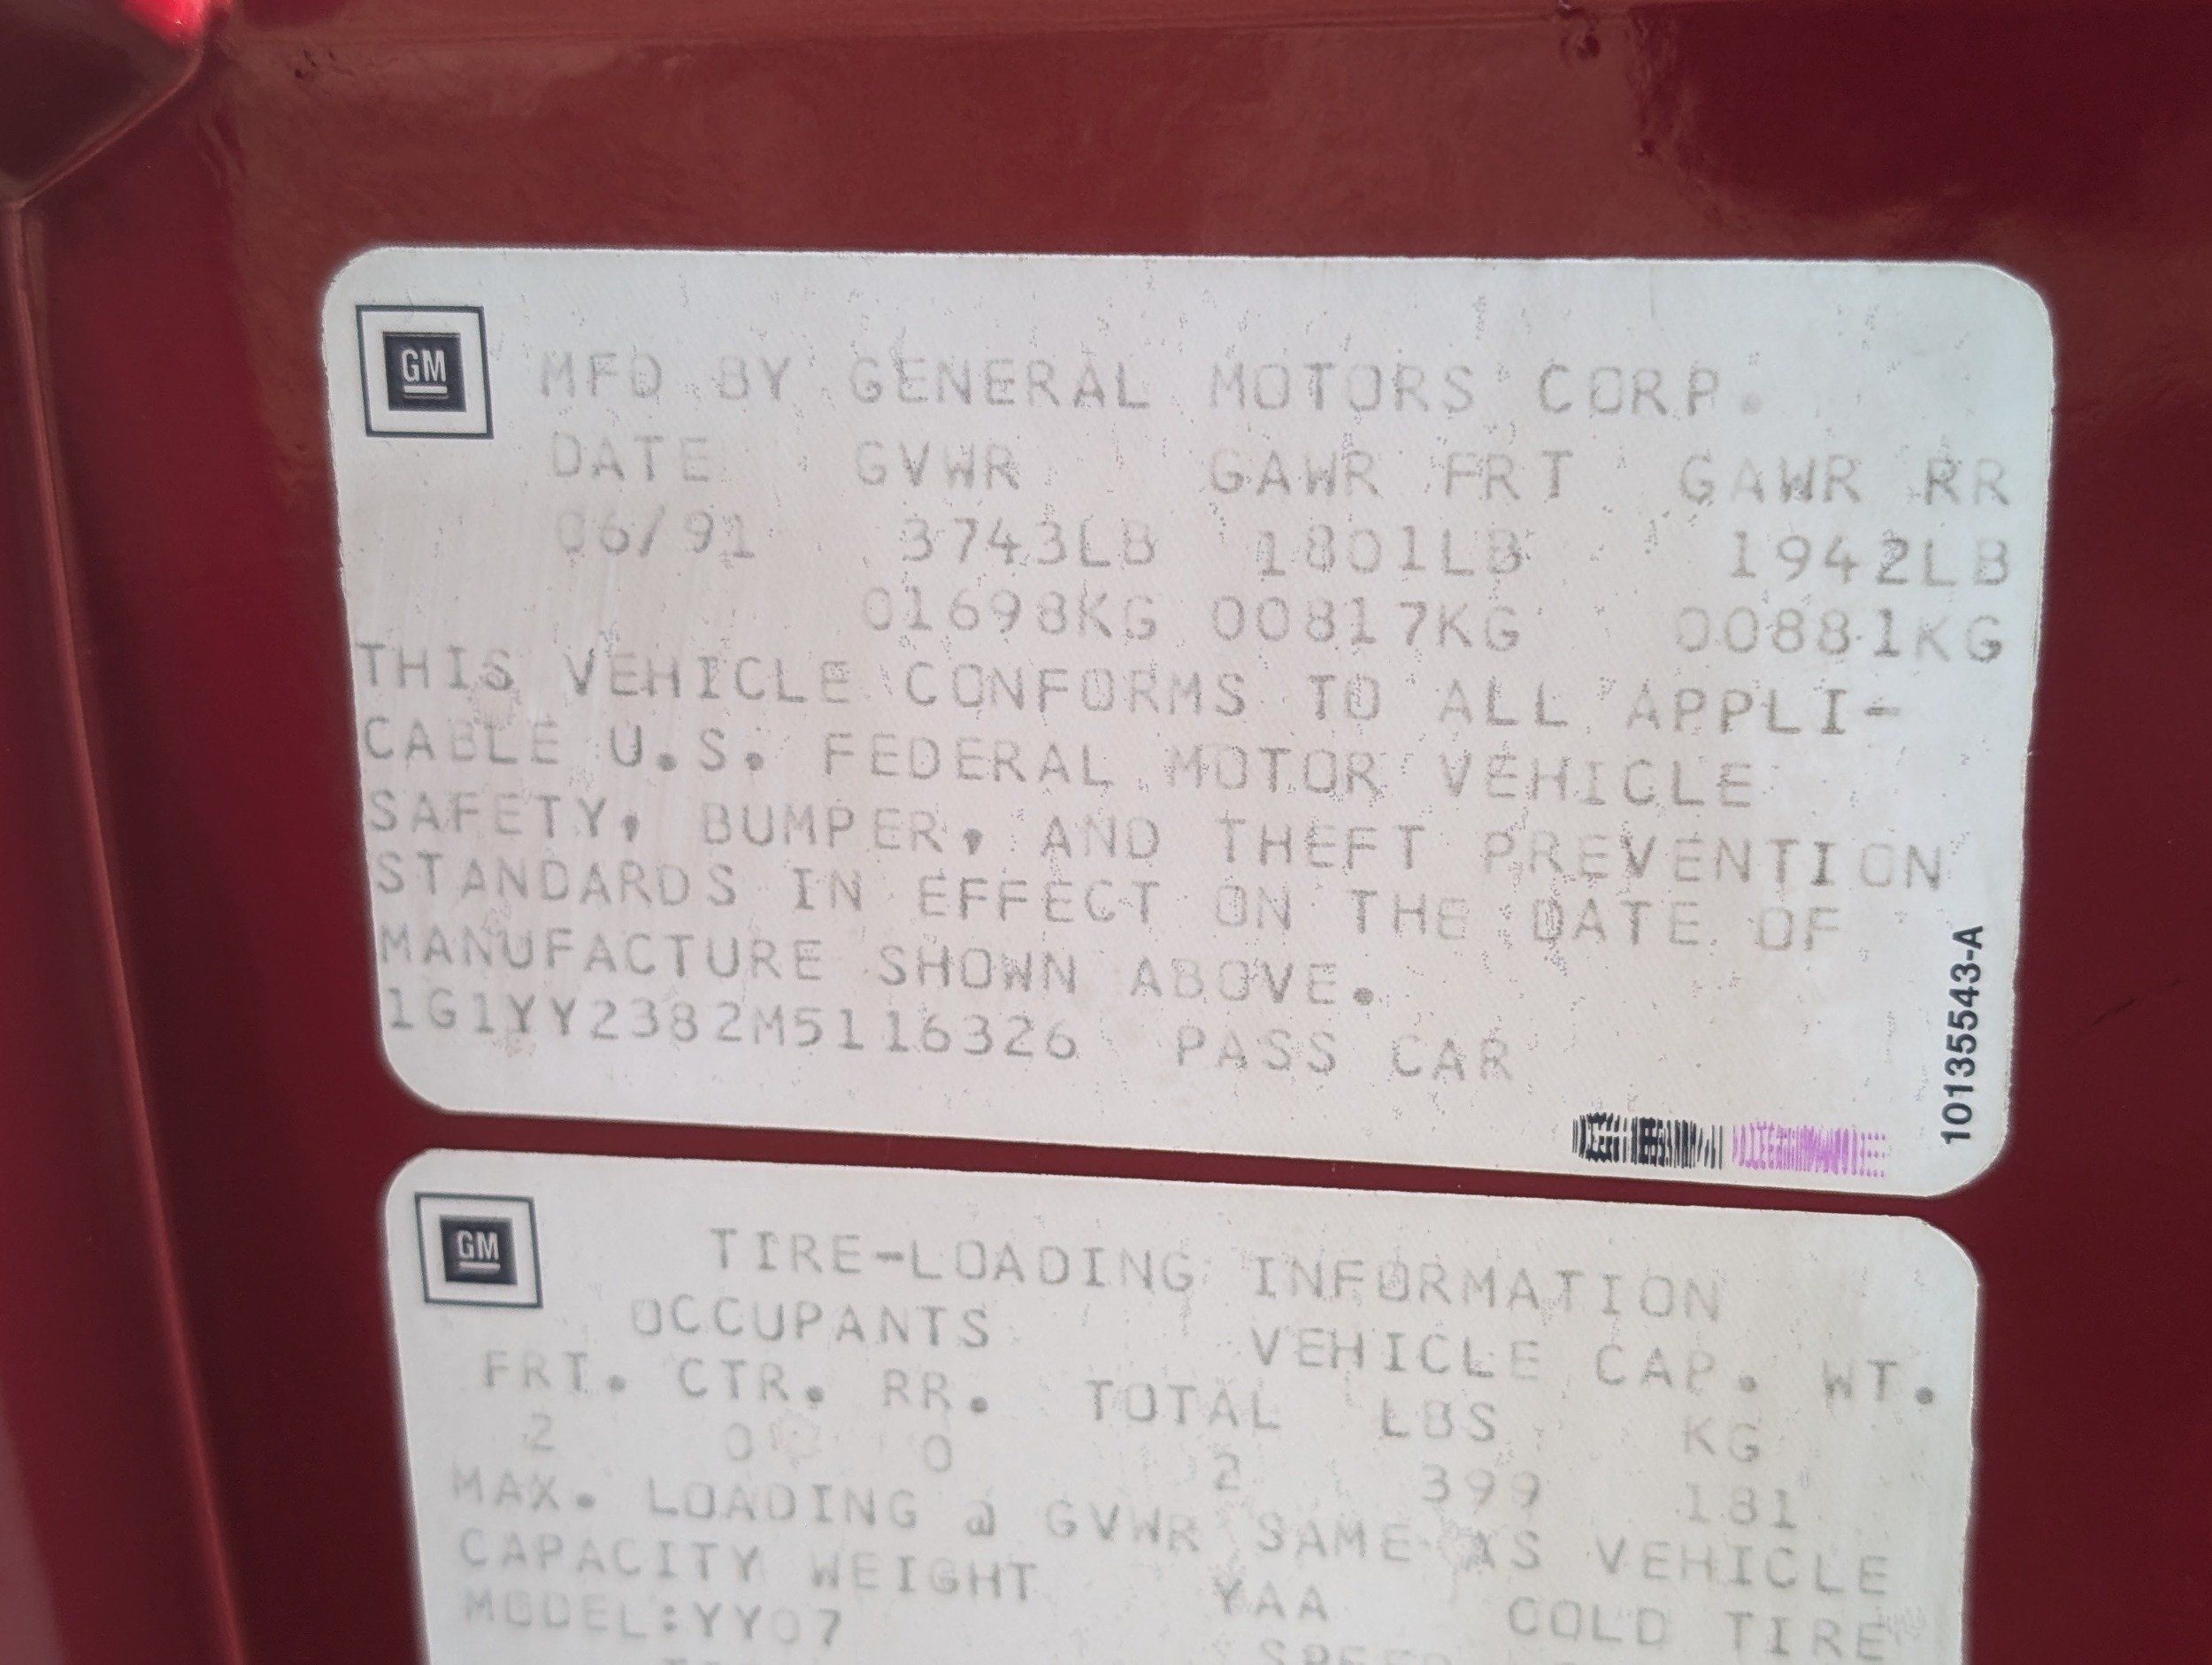 GM
MFD BY GENERAL MOTORS CORP.
DATE GVWR GAWR FRT GAWR RR
06/91 3743LB 1801LB 1942LB
01698KG 00817KG 00881KG
THIS VEHICLE CONFORMS TO ALL APPLI-
CABLE U.S. FEDERAL MOTOR VEHICLE
SAFETY, BUMPER, AND THEFT PREVENTION
STANDARDS IN EFFECT ON THE DATE OF
MANUFACTURE SHOWN ABOVE.
1G1YY2382M5116326 PASS CAR
10135543-A
GM
TIRE-LOADING INFORMATION
OCCUPANTS VEHICLE CAP. WT.
FRT. CTR. RR. TOTAL LBS KG
2 0 0 2 399 181
MAX. LOADING @ GVWR SAME AS VEHICLE
CAPACITY WEIGHT YAA COLD TIRE
MODEL:YY07